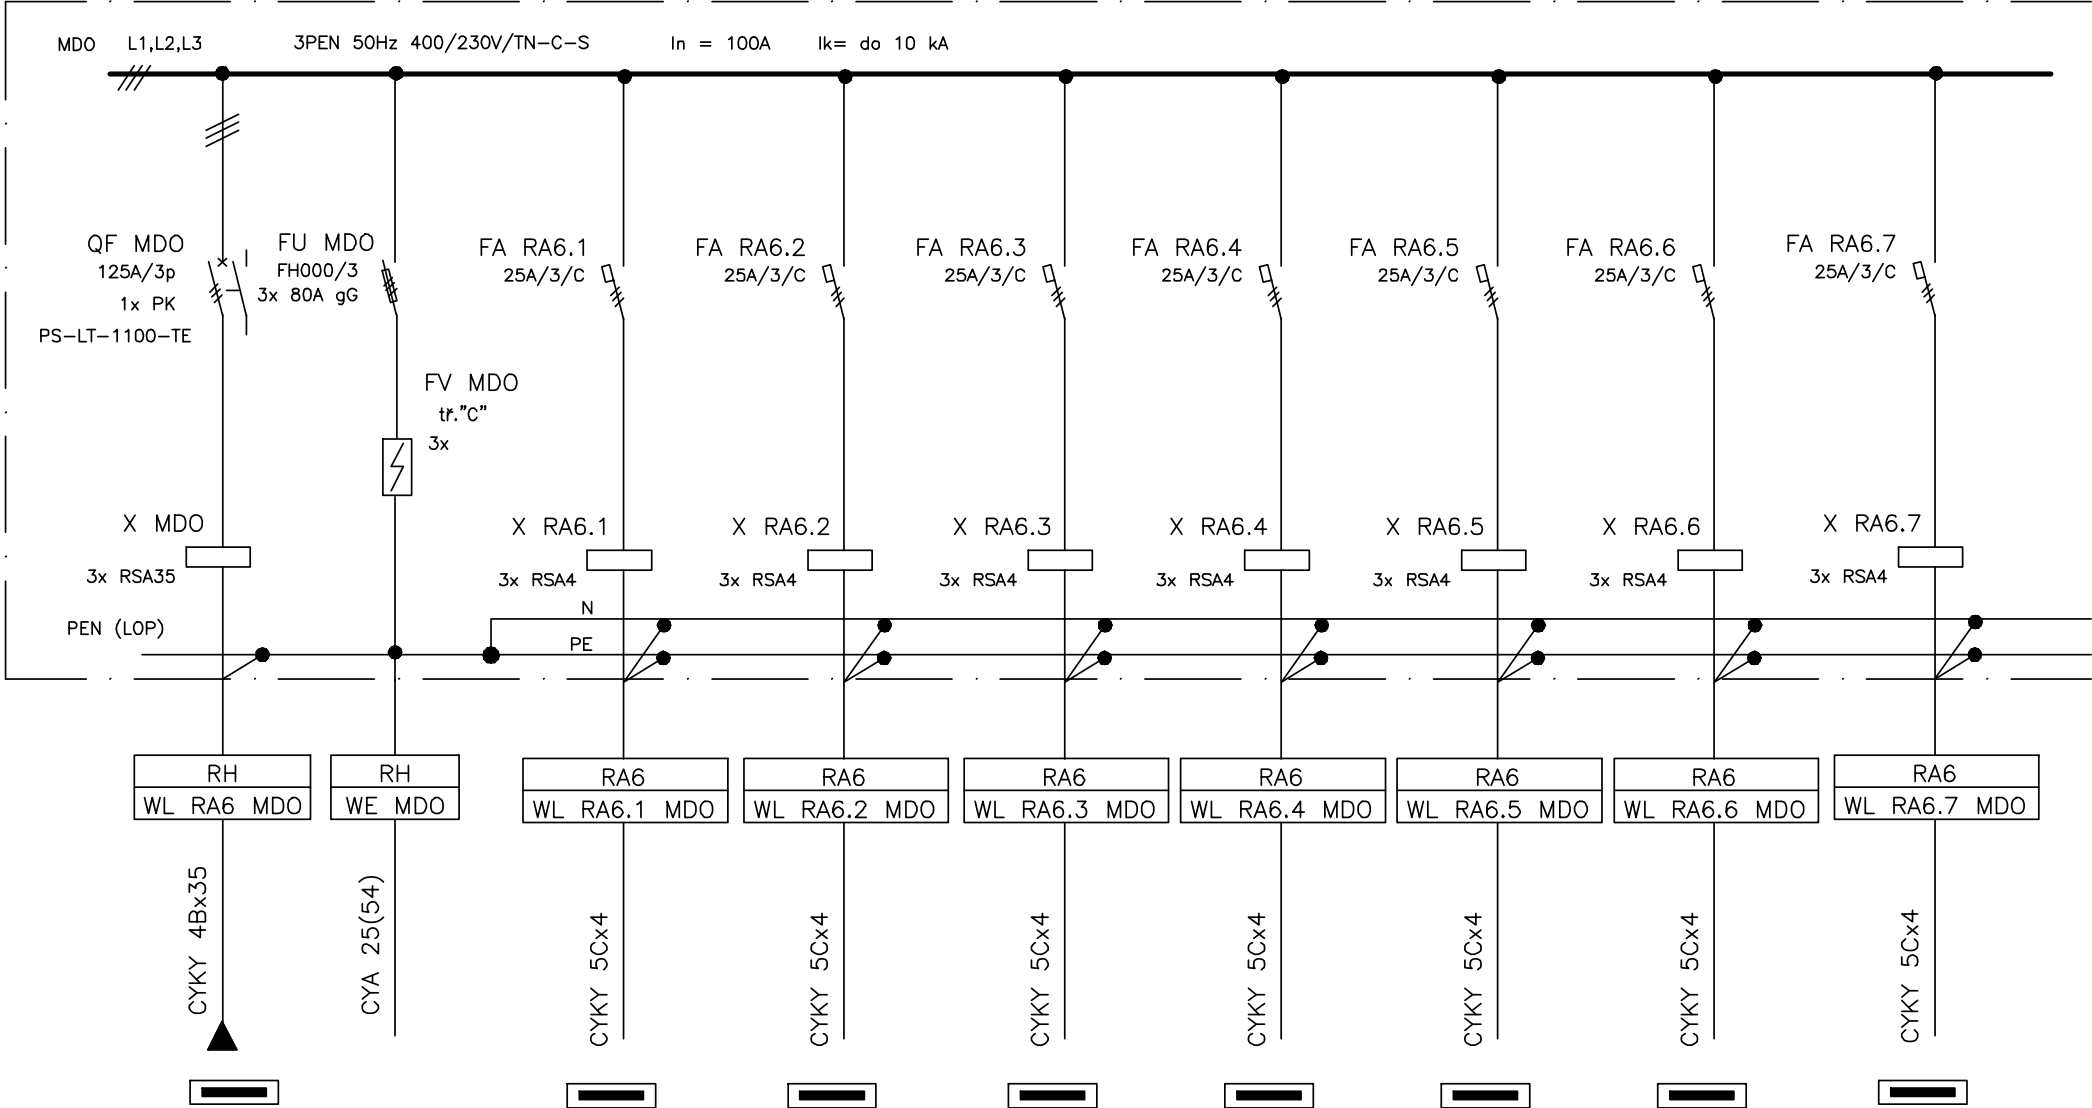 MDO L1,L2,L3 3PEN 50Hz 400/230V/TN-C-S In = 100A Ik= do 10 kA
QF MDO
125A/3p
1x PK
PS-LT-1100-TE
FU MDO
FH000/3
3x 80A gG
FV MDO
tř."C"
3x
FA RA6.1
25A/3/C
FA RA6.2
25A/3/C
FA RA6.3
25A/3/C
FA RA6.4
25A/3/C
FA RA6.5
25A/3/C
FA RA6.6
25A/3/C
FA RA6.7
25A/3/C
X MDO
3x RSA35
X RA6.1
3x RSA4
X RA6.2
3x RSA4
X RA6.3
3x RSA4
X RA6.4
3x RSA4
X RA6.5
3x RSA4
X RA6.6
3x RSA4
X RA6.7
3x RSA4
PEN (LOP)
N
PE
RH
WL RA6 MDO
RH
WE MDO
RA6
WL RA6.1 MDO
RA6
WL RA6.2 MDO
RA6
WL RA6.3 MDO
RA6
WL RA6.4 MDO
RA6
WL RA6.5 MDO
RA6
WL RA6.6 MDO
RA6
WL RA6.7 MDO
CYKY 4Bx35
CYA 25(54)
CYKY 5Cx4
CYKY 5Cx4
CYKY 5Cx4
CYKY 5Cx4
CYKY 5Cx4
CYKY 5Cx4
CYKY 5Cx4